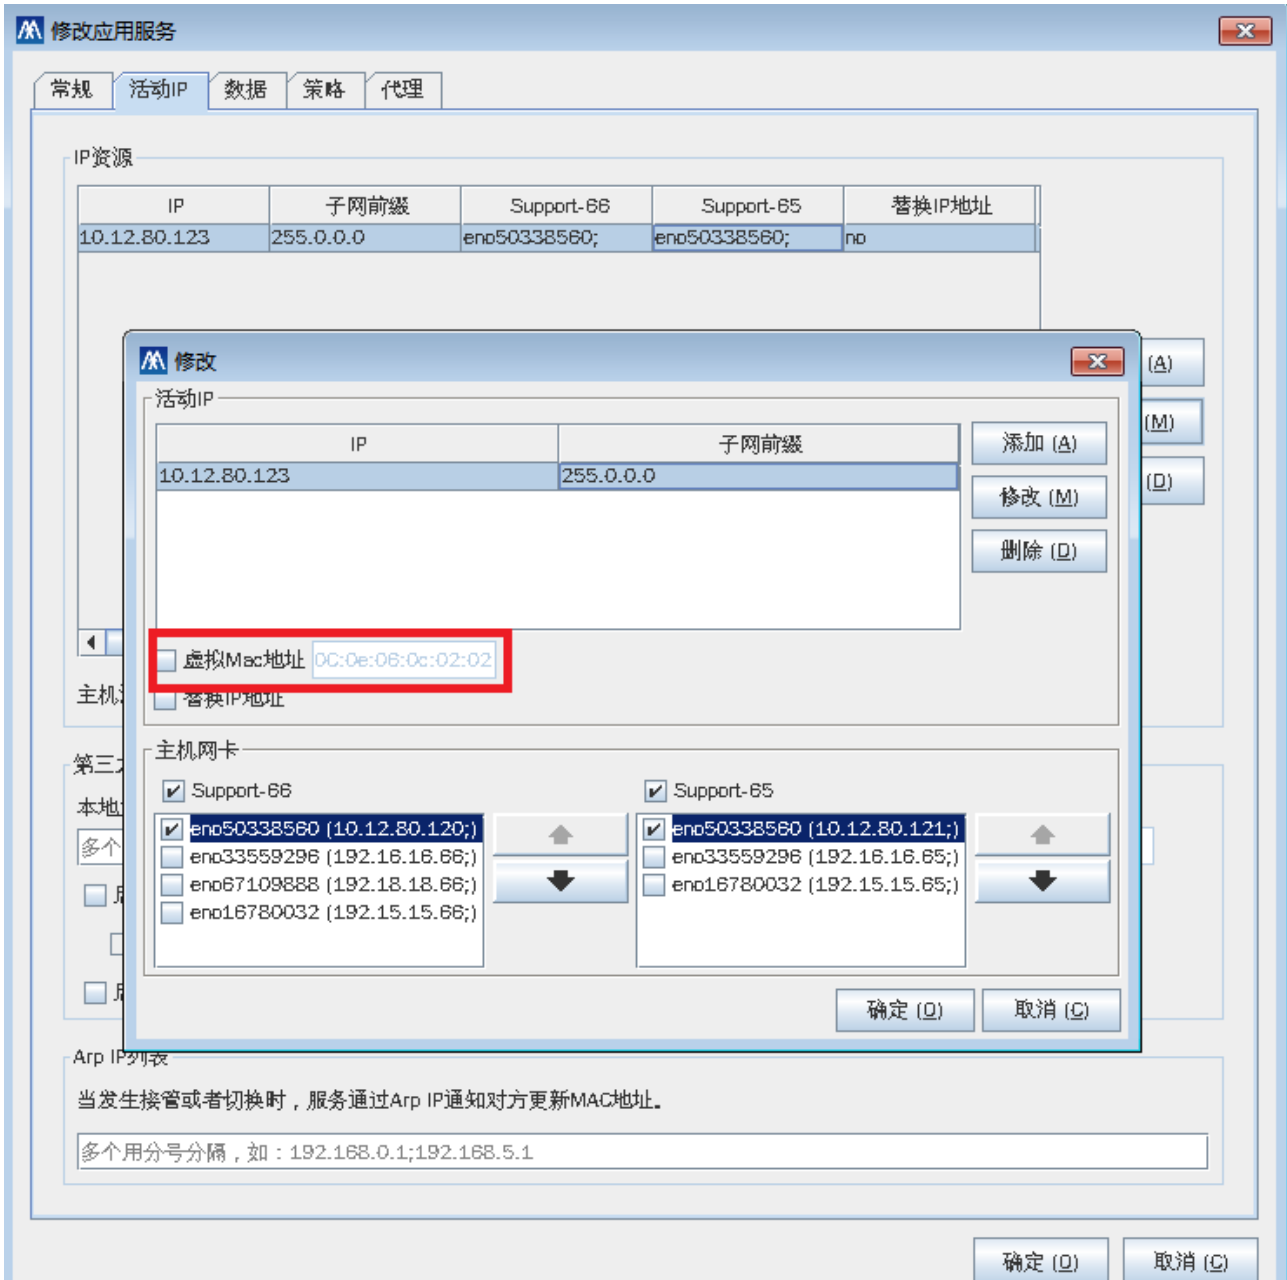 修改应用服务
常规 活动IP 数据 策略 代理
IP资源
IP 子网前缀 Support-66 Support-65 替换IP地址
10.12.80.123 255.0.0.0 eno50338560; eno50338560; no
(A)
(M)
(D)
修改
活动IP
IP 子网前缀
10.12.80.123 255.0.0.0
添加 (A)
修改 (M)
删除 (D)
虚拟Mac地址 0C:0e:06:0c:02:02
替换IP地址
主机
主机网卡
Support-66 Support-65
eno50338560 (10.12.80.120;) eno50338560 (10.12.80.121;)
eno33559296 (192.16.16.66;) eno33559296 (192.16.16.65;)
eno67109888 (192.18.18.66;) eno16780032 (192.15.15.65;)
eno16780032 (192.15.15.66;)
确定 (O) 取消 (C)
第三
本地
多个
Arp IP列表
当发生接管或者切换时，服务通过Arp IP通知对方更新MAC地址。
多个用分号分隔，如：192.168.0.1;192.168.5.1
确定 (O) 取消 (C)